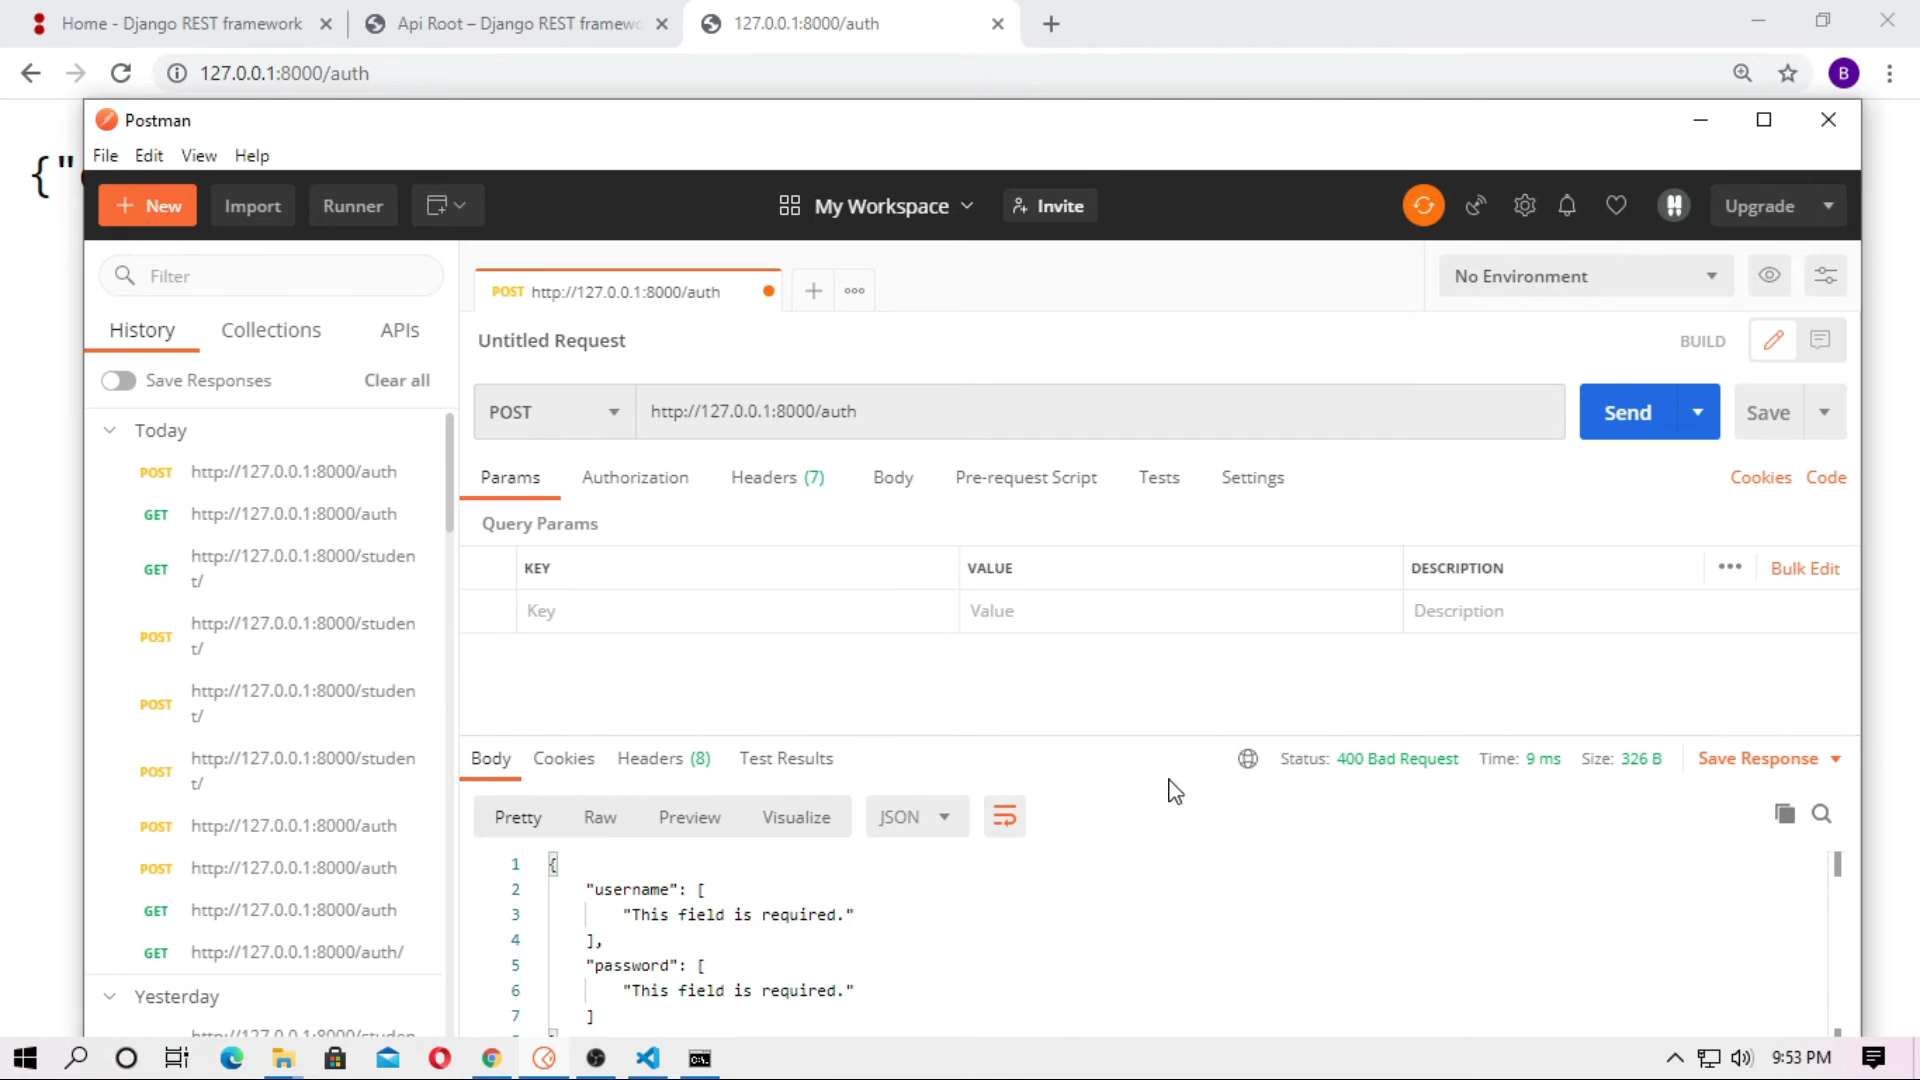 Home - Django REST framework
Api Root – Django REST framewo
127.0.0.1:8000/auth
127.0.0.1:8000/auth
B
{"
Postman
File Edit View Help
New
Import
Runner
My Workspace
Invite
Upgrade
Filter
POST http://127.0.0.1:8000/auth
No Environment
History Collections APIs
Untitled Request
BUILD
Save Responses
Clear all
POST
http://127.0.0.1:8000/auth
Send
Save
Today
POST http://127.0.0.1:8000/auth
GET http://127.0.0.1:8000/auth
GET http://127.0.0.1:8000/studen
t/
POST http://127.0.0.1:8000/studen
t/
POST http://127.0.0.1:8000/studen
t/
POST http://127.0.0.1:8000/studen
t/
POST http://127.0.0.1:8000/auth
POST http://127.0.0.1:8000/auth
GET http://127.0.0.1:8000/auth
GET http://127.0.0.1:8000/auth/
Yesterday
http://127.0.0.1:8000/studen
Params Authorization Headers (7) Body Pre-request Script Tests Settings
Cookies Code
Query Params
KEY VALUE DESCRIPTION
Bulk Edit
Key Value Description
Body Cookies Headers (8) Test Results
Status: 400 Bad Request Time: 9 ms Size: 326 B
Save Response
Pretty Raw Preview Visualize
JSON
1 {
2 "username": [
3 "This field is required."
4 ],
5 "password": [
6 "This field is required."
7 ]
9:53 PM